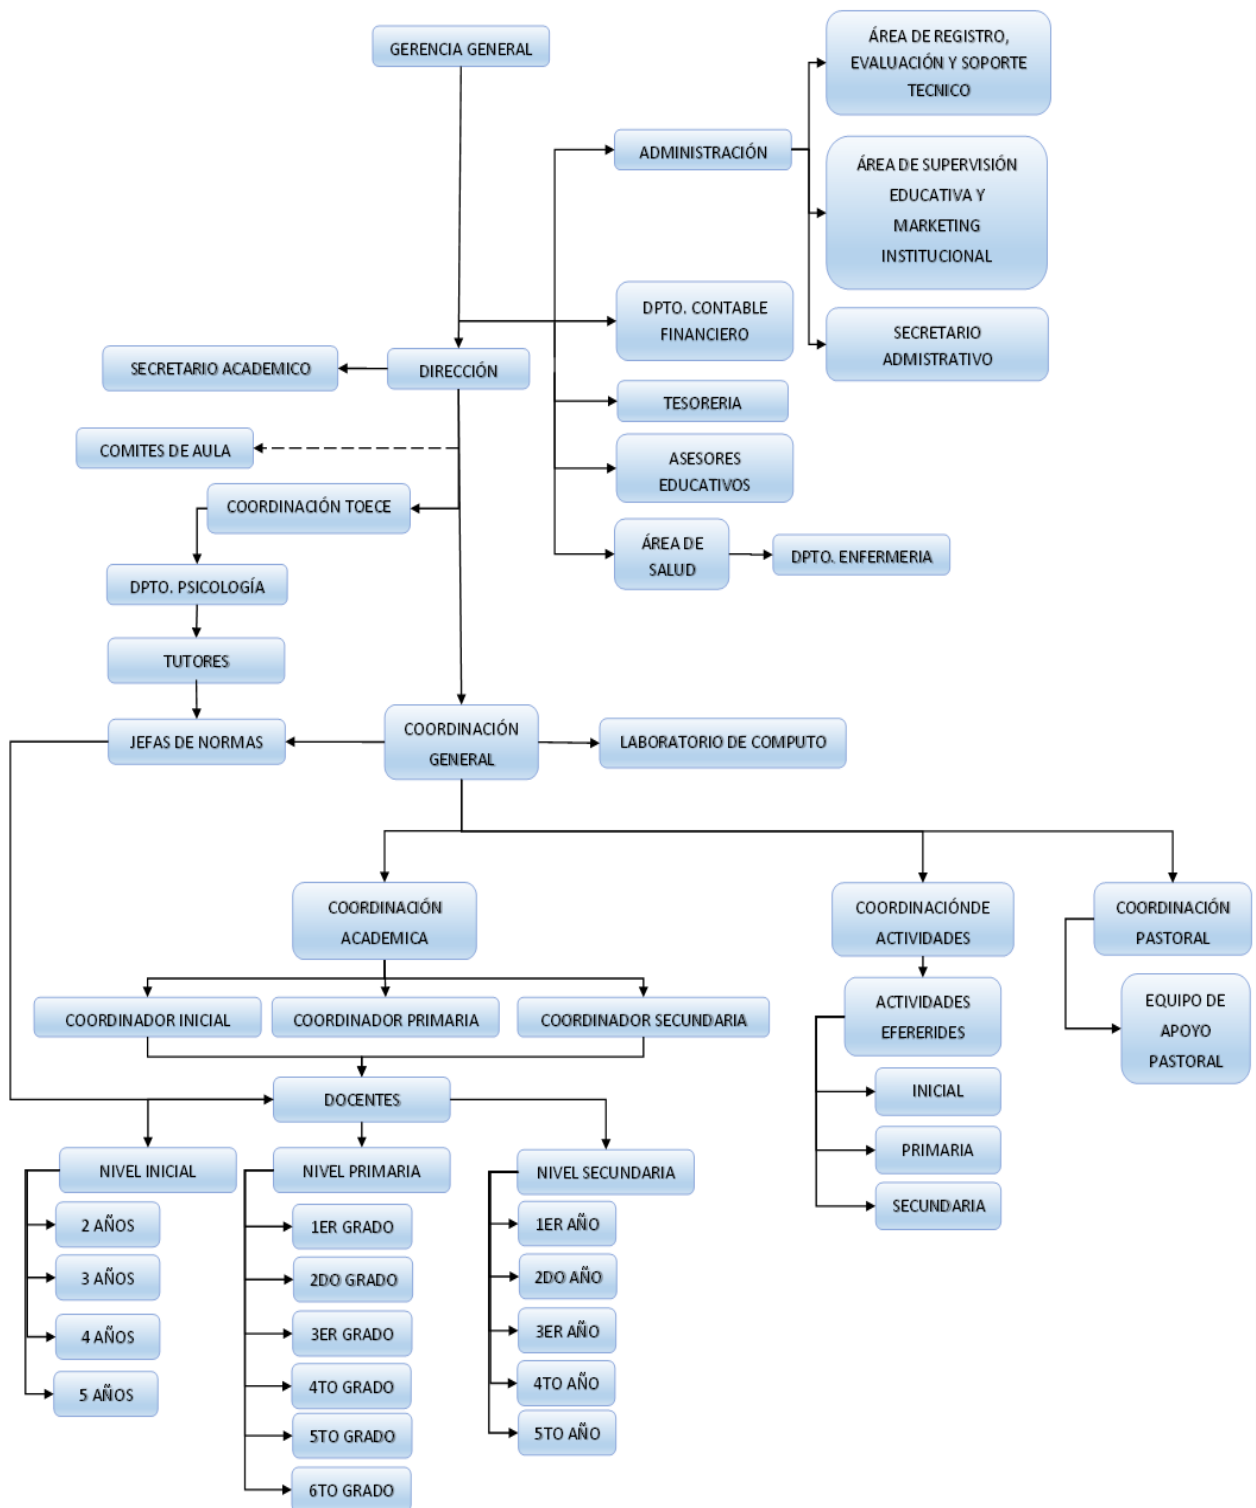 GERENCIA GENERAL
ÁREA DE REGISTRO,
EVALUACIÓN Y SOPORTE
TECNICO
ADMINISTRACIÓN
ÁREA DE SUPERVISIÓN
EDUCATIVA Y
MARKETING
INSTITUCIONAL
DPTO. CONTABLE
FINANCIERO
SECRETARIO
ADMISTRATIVO
SECRETARIO ACADEMICO
DIRECCIÓN
TESORERIA
COMITES DE AULA
ASESORES
EDUCATIVOS
COORDINACIÓN TOECE
ÁREA DE
SALUD
DPTO. ENFERMERIA
DPTO. PSICOLOGÍA
TUTORES
JEFAS DE NORMAS
COORDINACIÓN
GENERAL
LABORATORIO DE COMPUTO
COORDINACIÓN
ACADEMICA
COORDINACIÓNDE
ACTIVIDADES
COORDINACIÓN
PASTORAL
COORDINADOR INICIAL
COORDINADOR PRIMARIA
COORDINADOR SECUNDARIA
ACTIVIDADES
EFERERIDES
EQUIPO DE
APOYO
PASTORAL
DOCENTES
INICIAL
PRIMARIA
SECUNDARIA
NIVEL INICIAL
2 AÑOS
3 AÑOS
4 AÑOS
5 AÑOS
NIVEL PRIMARIA
1ER GRADO
2DO GRADO
3ER GRADO
4TO GRADO
5TO GRADO
6TO GRADO
NIVEL SECUNDARIA
1ER AÑO
2DO AÑO
3ER AÑO
4TO AÑO
5TO AÑO